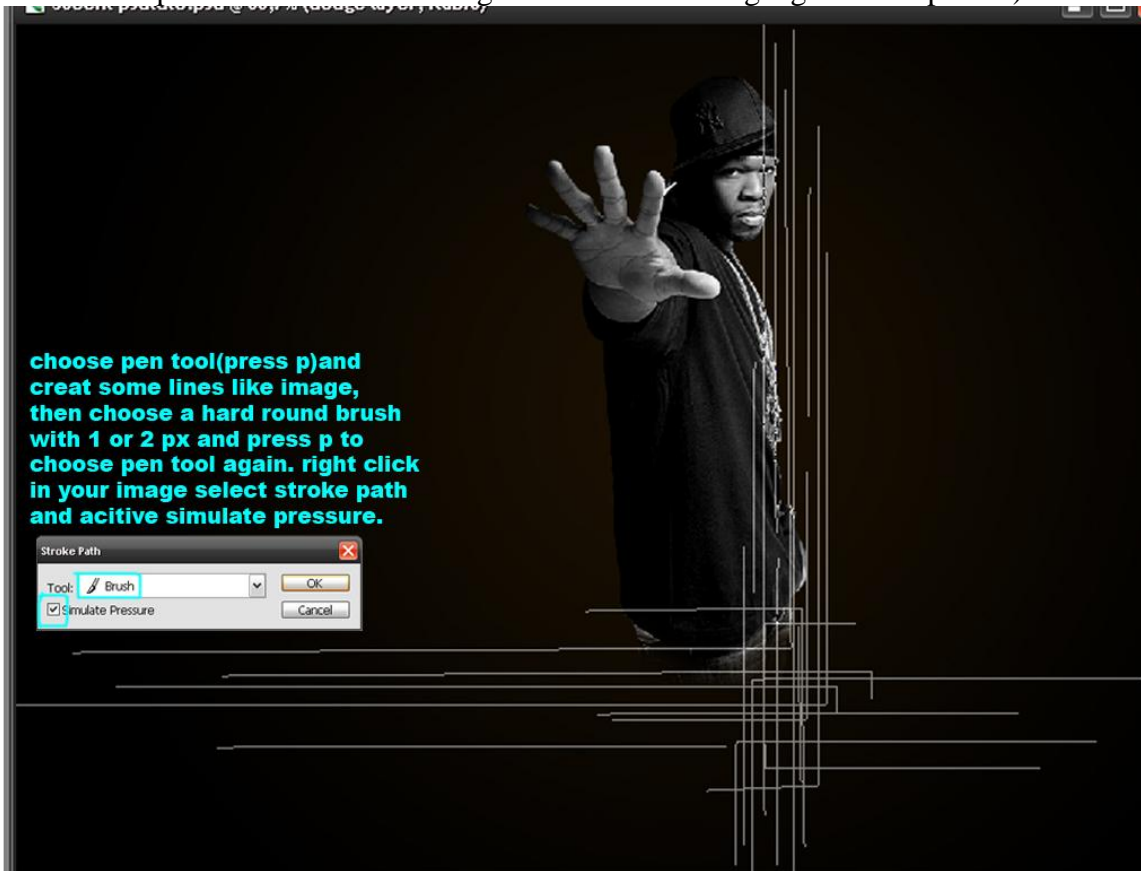 choose pen tool(press p)and
creat some lines like image,
then choose a hard round brush
with 1 or 2 px and press p to
choose pen tool again. right click
in your image select stroke path
and acitive simulate pressure.
Stroke Path
Tool: Brush
OK
Simulate Pressure
Cancel